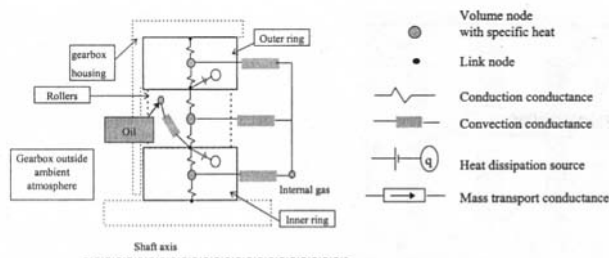 gearbox
housing
Outer ring
Rollers
Oil
Gearbox outside
ambient
atmosphere
Internal gas
Inner ring
Shaft axis
Volume node
with specific heat
Link node
Conduction conductance
Convection conductance
q
Heat dissipation source
Mass transport conductance